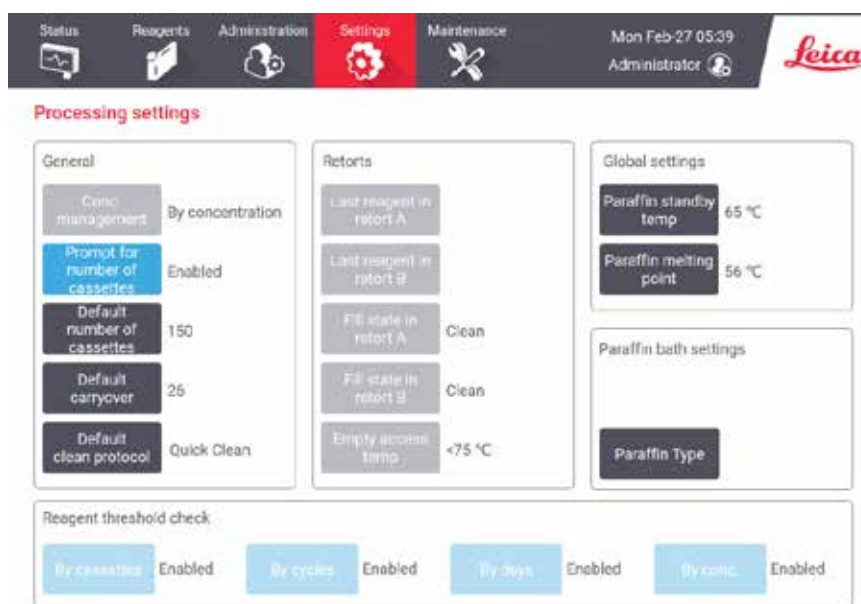 Status Reagents Administration Settings Maintenance
Mon Feb-27 05:39
Administrator
Leica
Processing settings
General
Conc
management
By concentration
Prompt for
number of
cassettes
Enabled
Default
number of
cassettes
150
Default
carryover
25
Default
clean protocol
Quick Clean
Retorts
Last reagent in
retort A
Last reagent in
retort B
Fill state in
retort A
Clean
Fill state in
retort B
Clean
Empty access
temp
<75 °C
Global settings
Paraffin standby
temp
65 °C
Paraffin melting
point
56 °C
Paraffin bath settings
Paraffin Type
Reagent threshold check
By cassettes Enabled By cycles Enabled By days Enabled By conc. Enabled